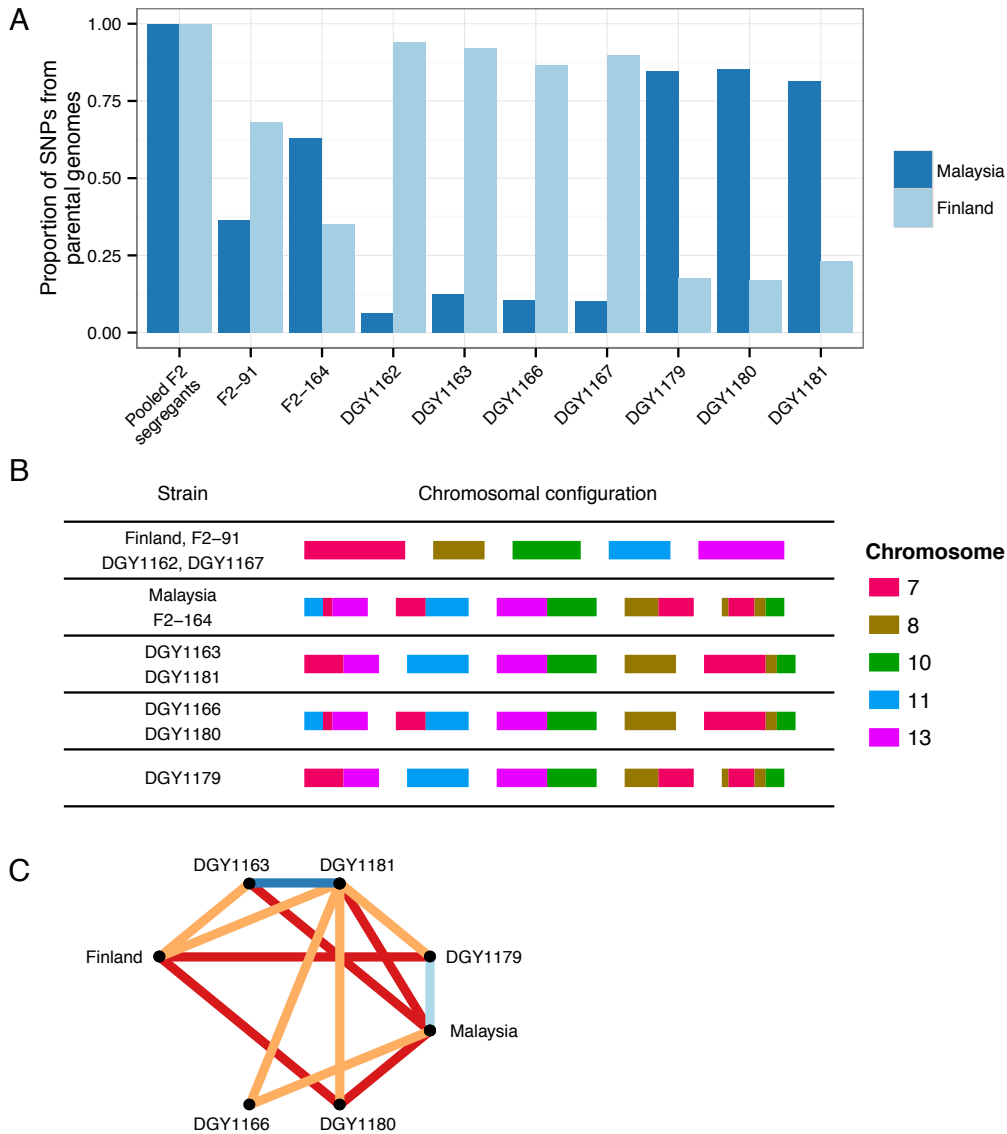 A
Proportion of SNPs from
parental genomes
1.00
0.75
0.50
0.25
0.00
Pooled F2
segregants
F2−91
F2−164
DGY1162
DGY1163
DGY1166
DGY1167
DGY1179
DGY1180
DGY1181
Malaysia
Finland
B
Strain
Chromosomal configuration
Finland, F2−91
DGY1162, DGY1167
Malaysia
F2−164
DGY1163
DGY1181
DGY1166
DGY1180
DGY1179
Chromosome
7
8
10
11
13
C
DGY1163
DGY1181
Finland
DGY1179
Malaysia
DGY1166
DGY1180